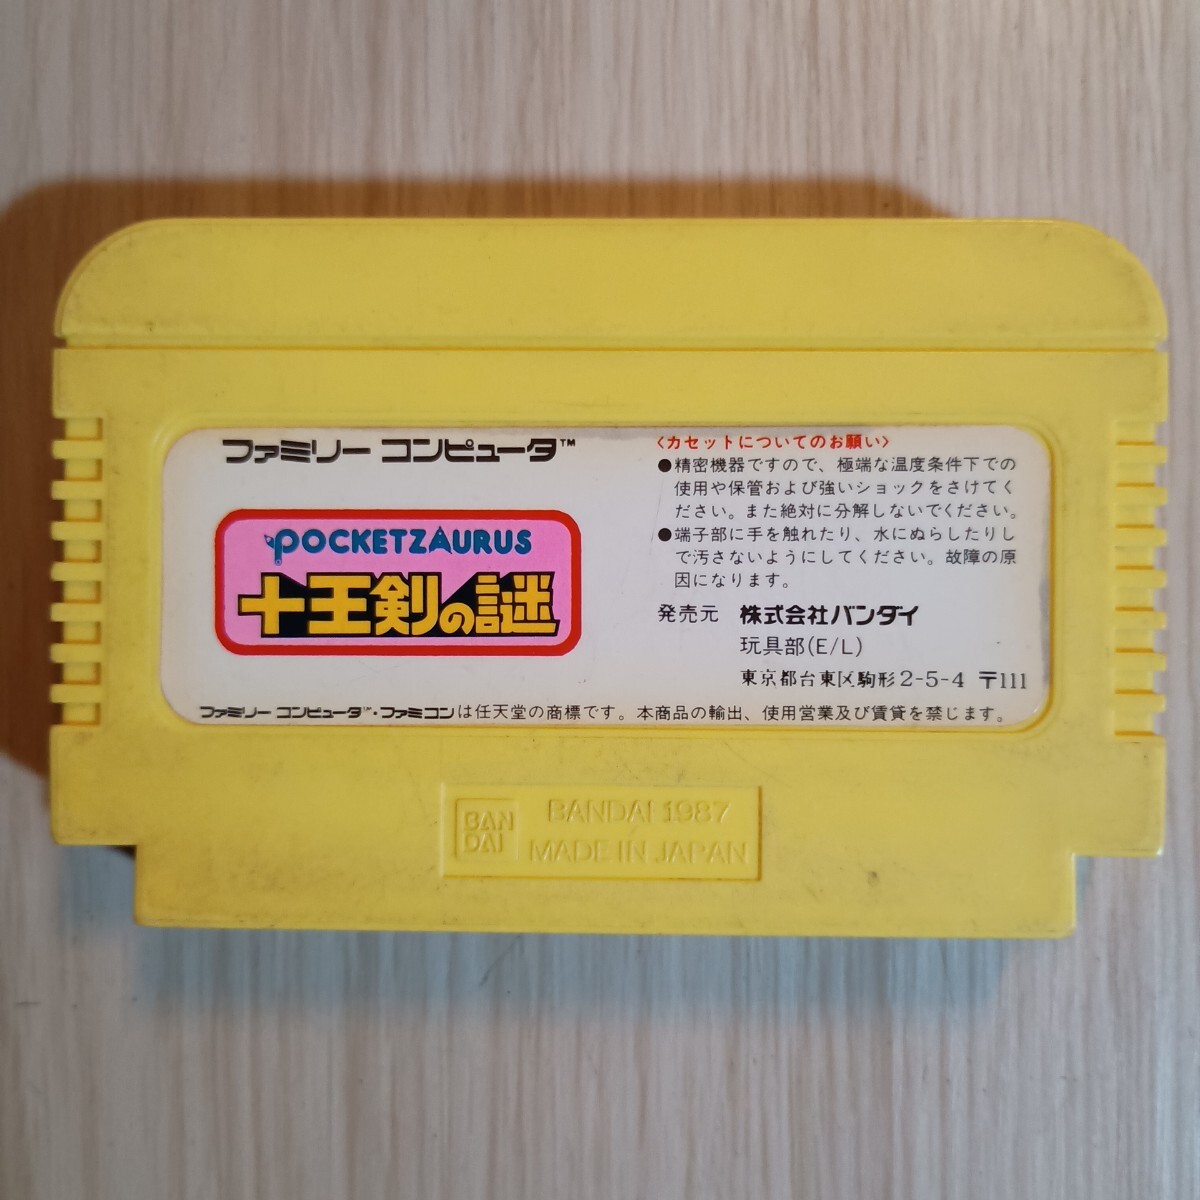 ファミリー コンピュータ™
POCKETZAURUS
十王剣の謎
〈カセットについてのお願い〉
●精密機器ですので、極端な温度条件下での
使用や保管および強いショックをさけてく
ださい。また絶対に分解しないでください。
●端子部に手を触れたり、水にぬらしたりし
て汚さないようにしてください。故障の原
因になります。
発売元 株式会社バンダイ
玩具部(E/L)
東京都台東区駒形2-5-4 〒111
ファミリー コンピュータ™・ファミコンは任天堂の商標です。本商品の輸出、使用営業及び賃貸を禁じます。
BAN
DAI
BANDAI 1987
MADE IN JAPAN